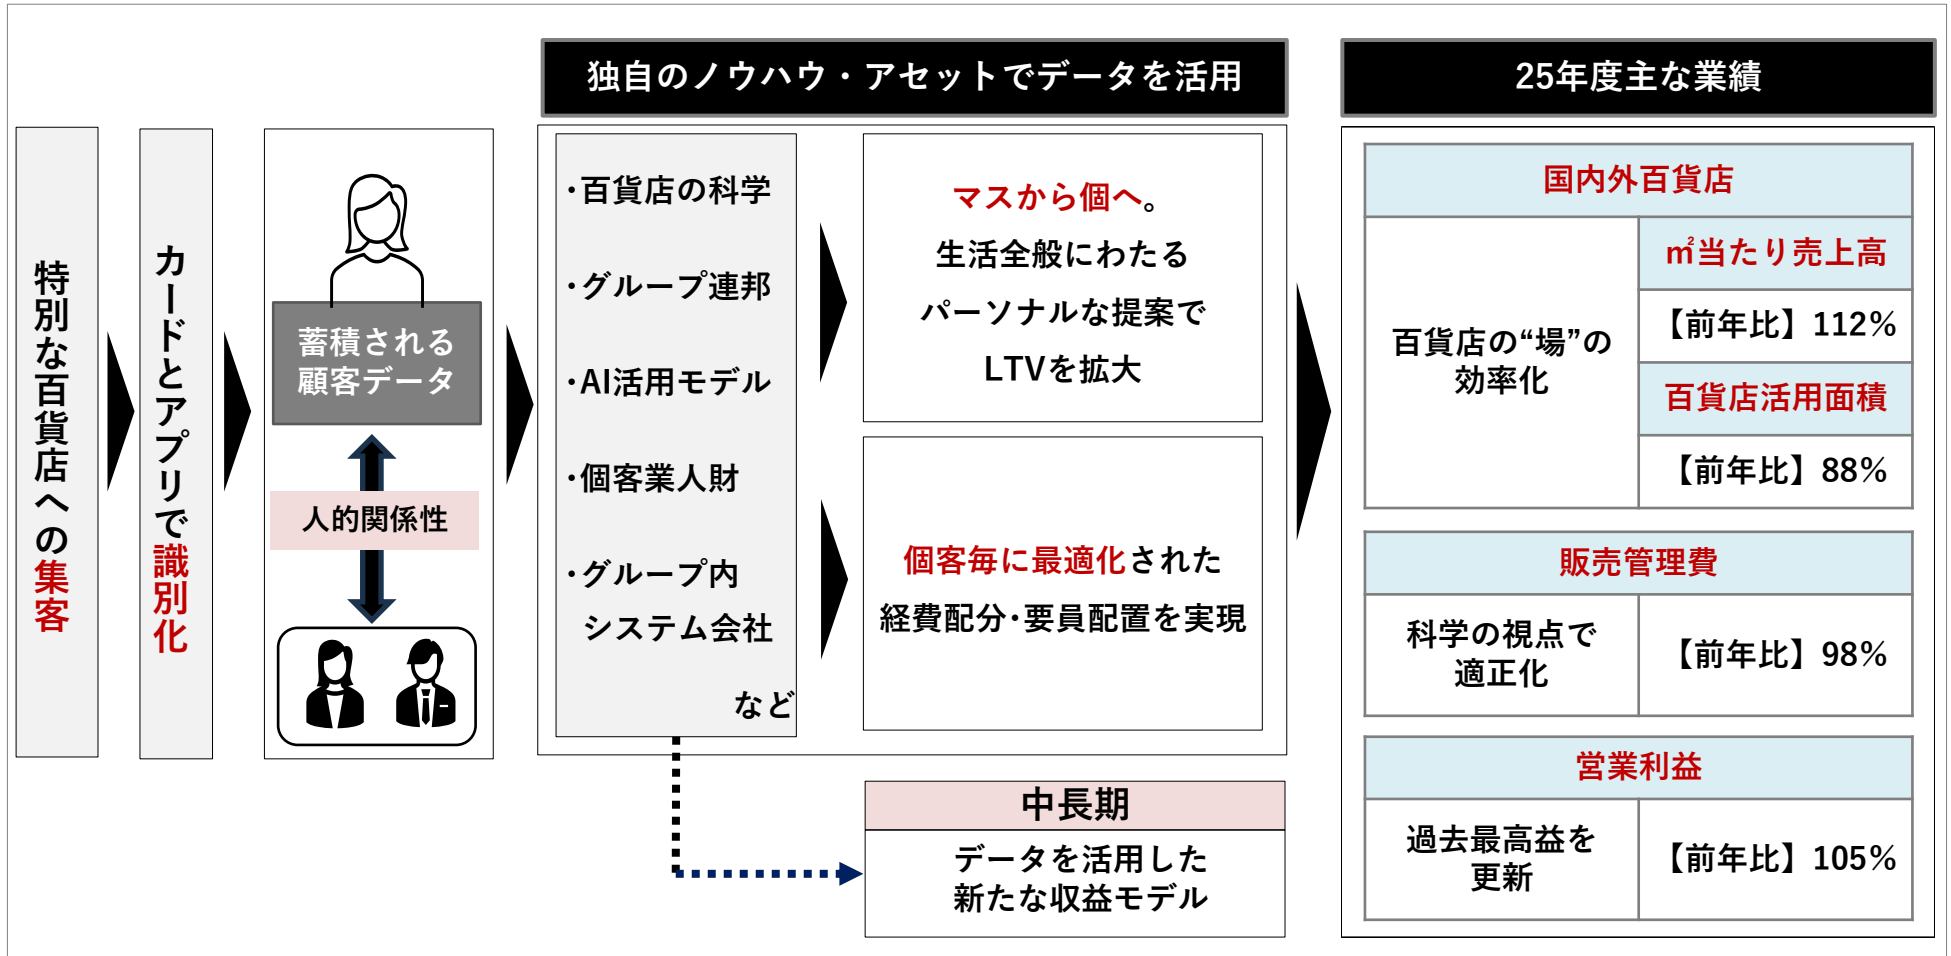 特別な百貨店への集客
カードとアプリで識別化
蓄積される
顧客データ
人的関係性
独自のノウハウ・アセットでデータを活用
・百貨店の科学
・グループ連邦
・AI活用モデル
・個客業人財
・グループ内
システム会社
など
マスから個へ。
生活全般にわたる
パーソナルな提案で
LTVを拡大
個客毎に最適化された
経費配分・要員配置を実現
中長期
データを活用した
新たな収益モデル
25年度主な業績
国内外百貨店
百貨店の“場”の
効率化
㎡当たり売上高
【前年比】112%
百貨店活用面積
【前年比】88%
販売管理費
科学の視点で
適正化
【前年比】98%
営業利益
過去最高益を
更新
【前年比】105%